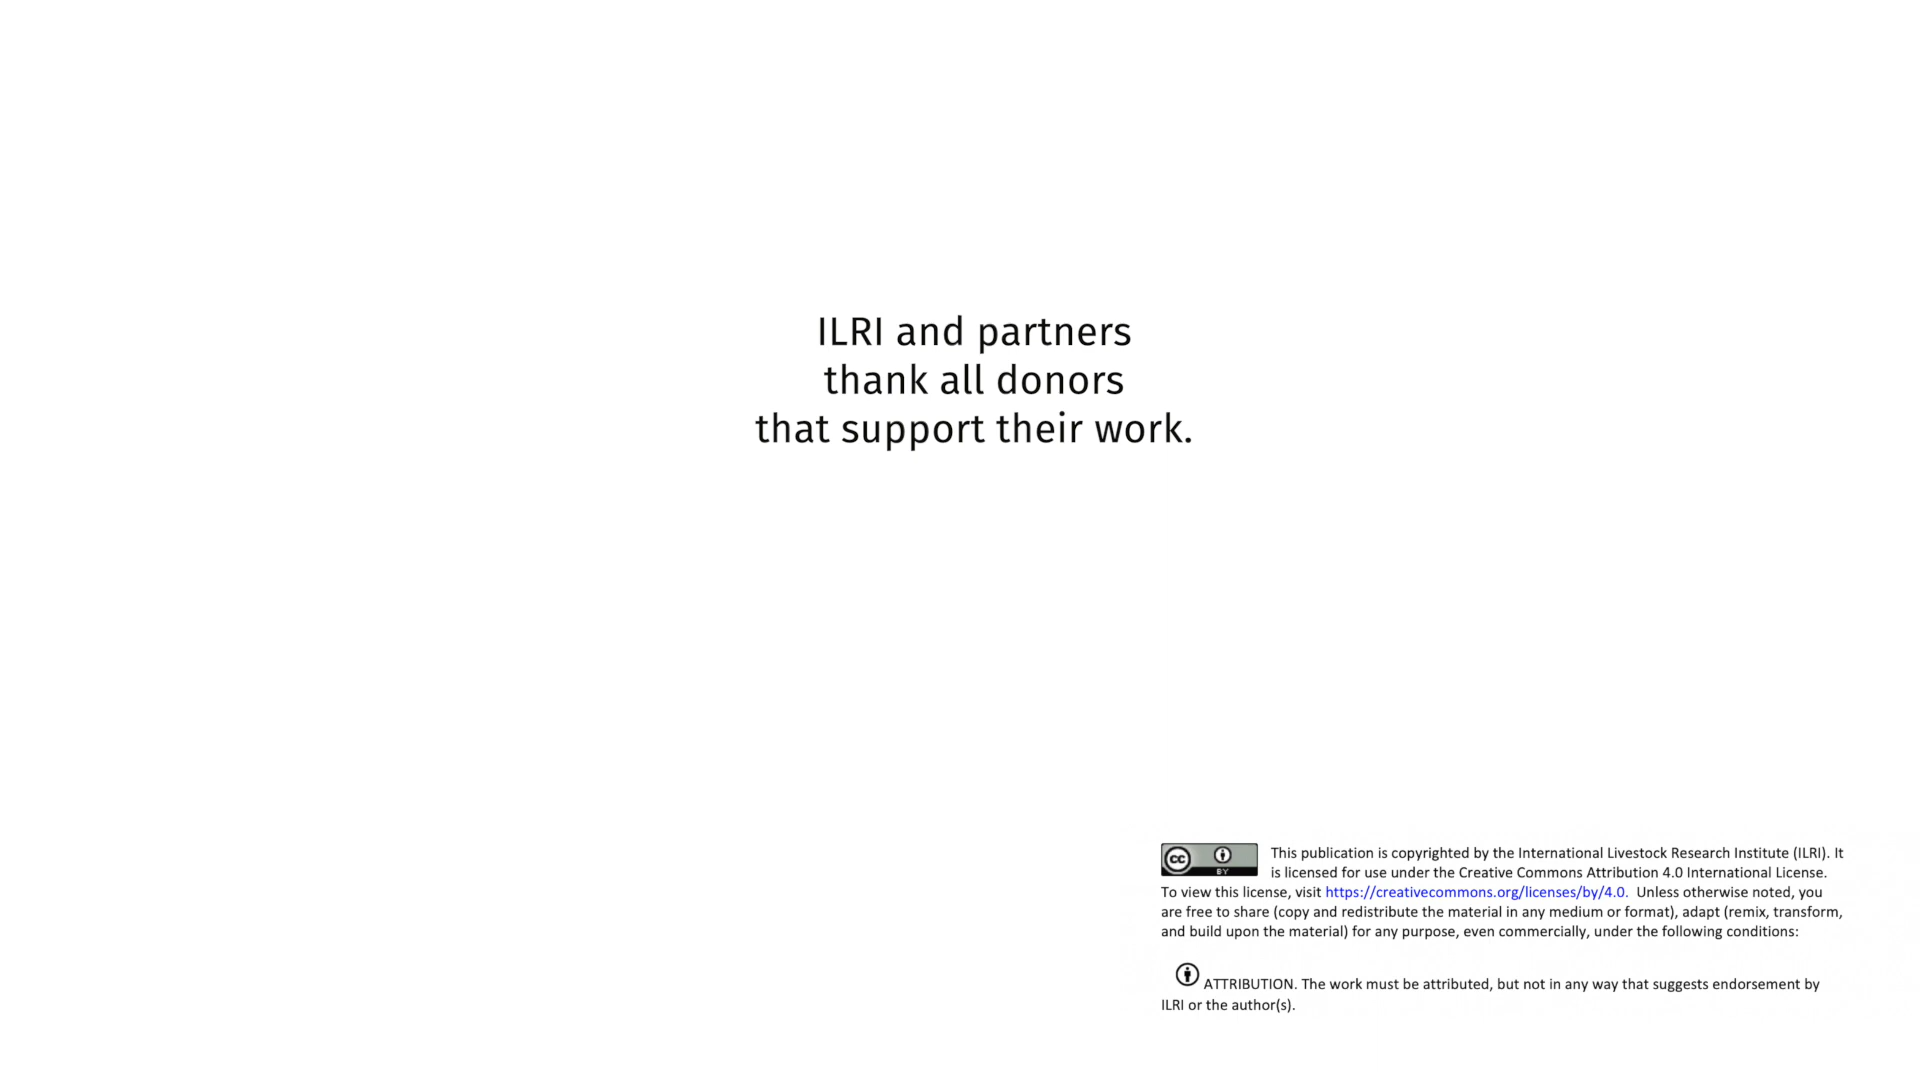 ILRI and partners
thank all donors
that support their work.
cc BY
This publication is copyrighted by the International Livestock Research Institute (ILRI). It
is licensed for use under the Creative Commons Attribution 4.0 International License.
To view this license, visit https://creativecommons.org/licenses/by/4.0. Unless otherwise noted, you
are free to share (copy and redistribute the material in any medium or format), adapt (remix, transform,
and build upon the material) for any purpose, even commercially, under the following conditions:
ATTRIBUTION. The work must be attributed, but not in any way that suggests endorsement by
ILRI or the author(s).